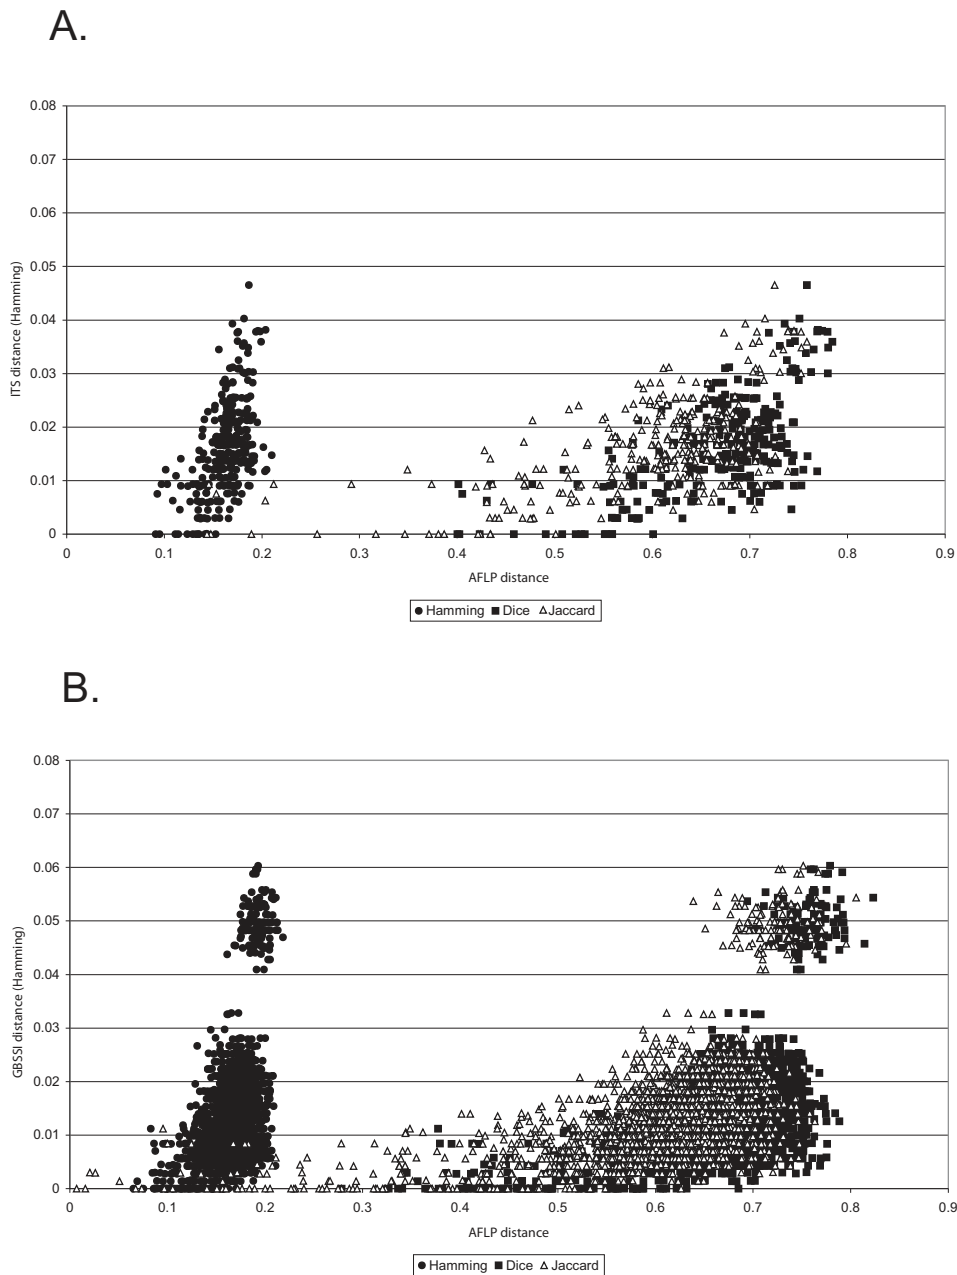 A.
0.08
0.07
0.06
0.05
0.04
0.03
0.02
0.01
0
ITS distance (Hamming)
0 0.1 0.2 0.3 0.4 0.5 0.6 0.7 0.8 0.9
AFLP distance
Hamming Dice Jaccard
B.
0.08
0.07
0.06
0.05
0.04
0.03
0.02
0.01
0
GBSSI distance (Hamming)
0 0.1 0.2 0.3 0.4 0.5 0.6 0.7 0.8 0.9
AFLP distance
Hamming Dice Jaccard